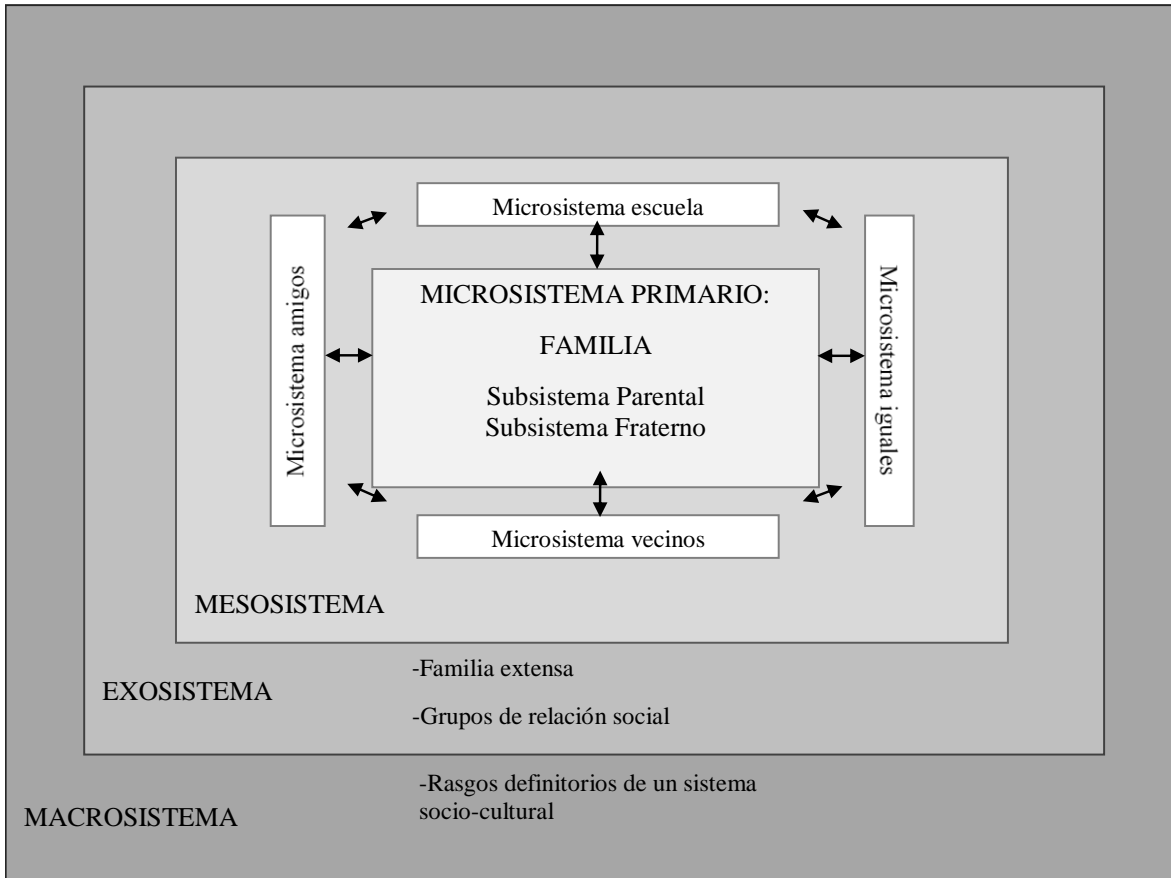 Microsistema escuela
Microsistema amigos
MICROSISTEMA PRIMARIO:
FAMILIA
Subsistema Parental
Subsistema Fraterno
Microsistema iguales
Microsistema vecinos
MESOSISTEMA
-Familia extensa
EXOSISTEMA
-Grupos de relación social
-Rasgos definitorios de un sistema
socio-cultural
MACROSISTEMA